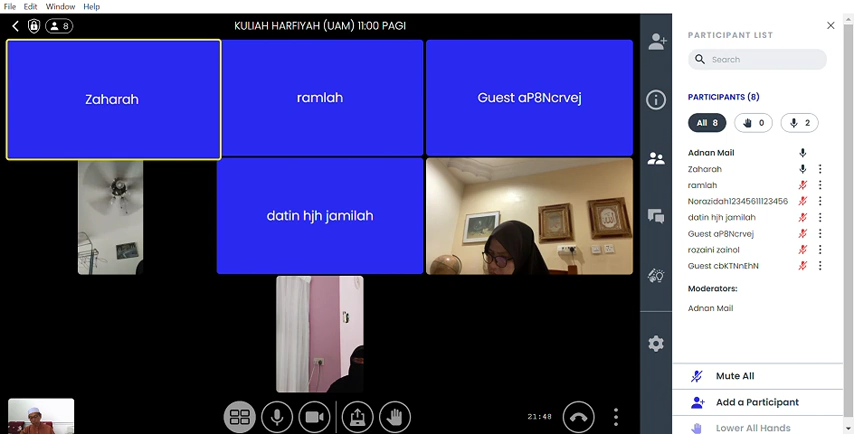 File Edit Window Help
8
KULIAH HARFIYAH (UAM) 11:00 PAGI
Zaharah
ramlah
Guest aP8Ncrvej
datin hjh jamilah
21:48
PARTICIPANT LIST
Search
PARTICIPANTS (8)
All 8 0 2
Adnan Mail
Zaharah
ramlah
Norazidah12345611123456
datin hjh jamilah
Guest aP8Ncrvej
rozaini zainol
Guest cbKTNnEhN
Moderators:
Adnan Mail
Mute All
Add a Participant
Lower All Hands